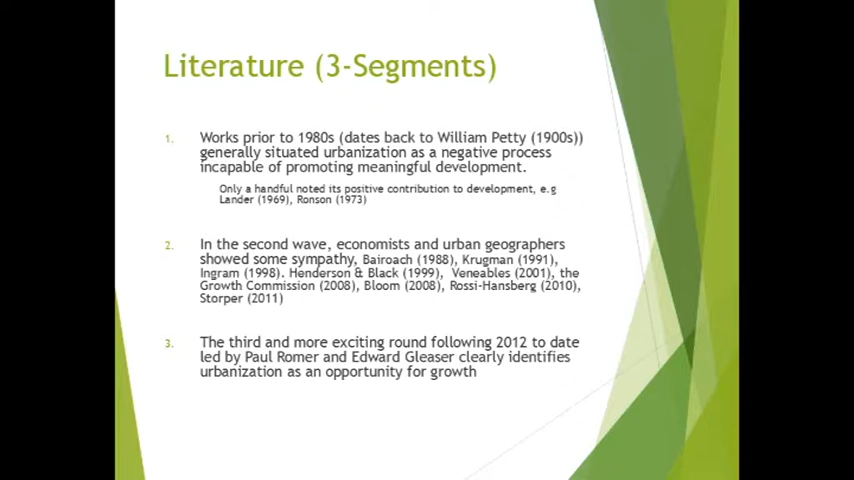 Literature (3-Segments)
1. Works prior to 1980s (dates back to William Petty (1900s))
generally situated urbanization as a negative process
incapable of promoting meaningful development.
Only a handful noted its positive contribution to development, e.g
Lander (1969), Ronson (1973)
2. In the second wave, economists and urban geographers
showed some sympathy, Bairoach (1988), Krugman (1991),
Ingram (1998). Henderson & Black (1999), Veneables (2001), the
Growth Commission (2008), Bloom (2008), Rossi-Hansberg (2010),
Storper (2011)
3. The third and more exciting round following 2012 to date
led by Paul Romer and Edward Gleaser clearly identifies
urbanization as an opportunity for growth